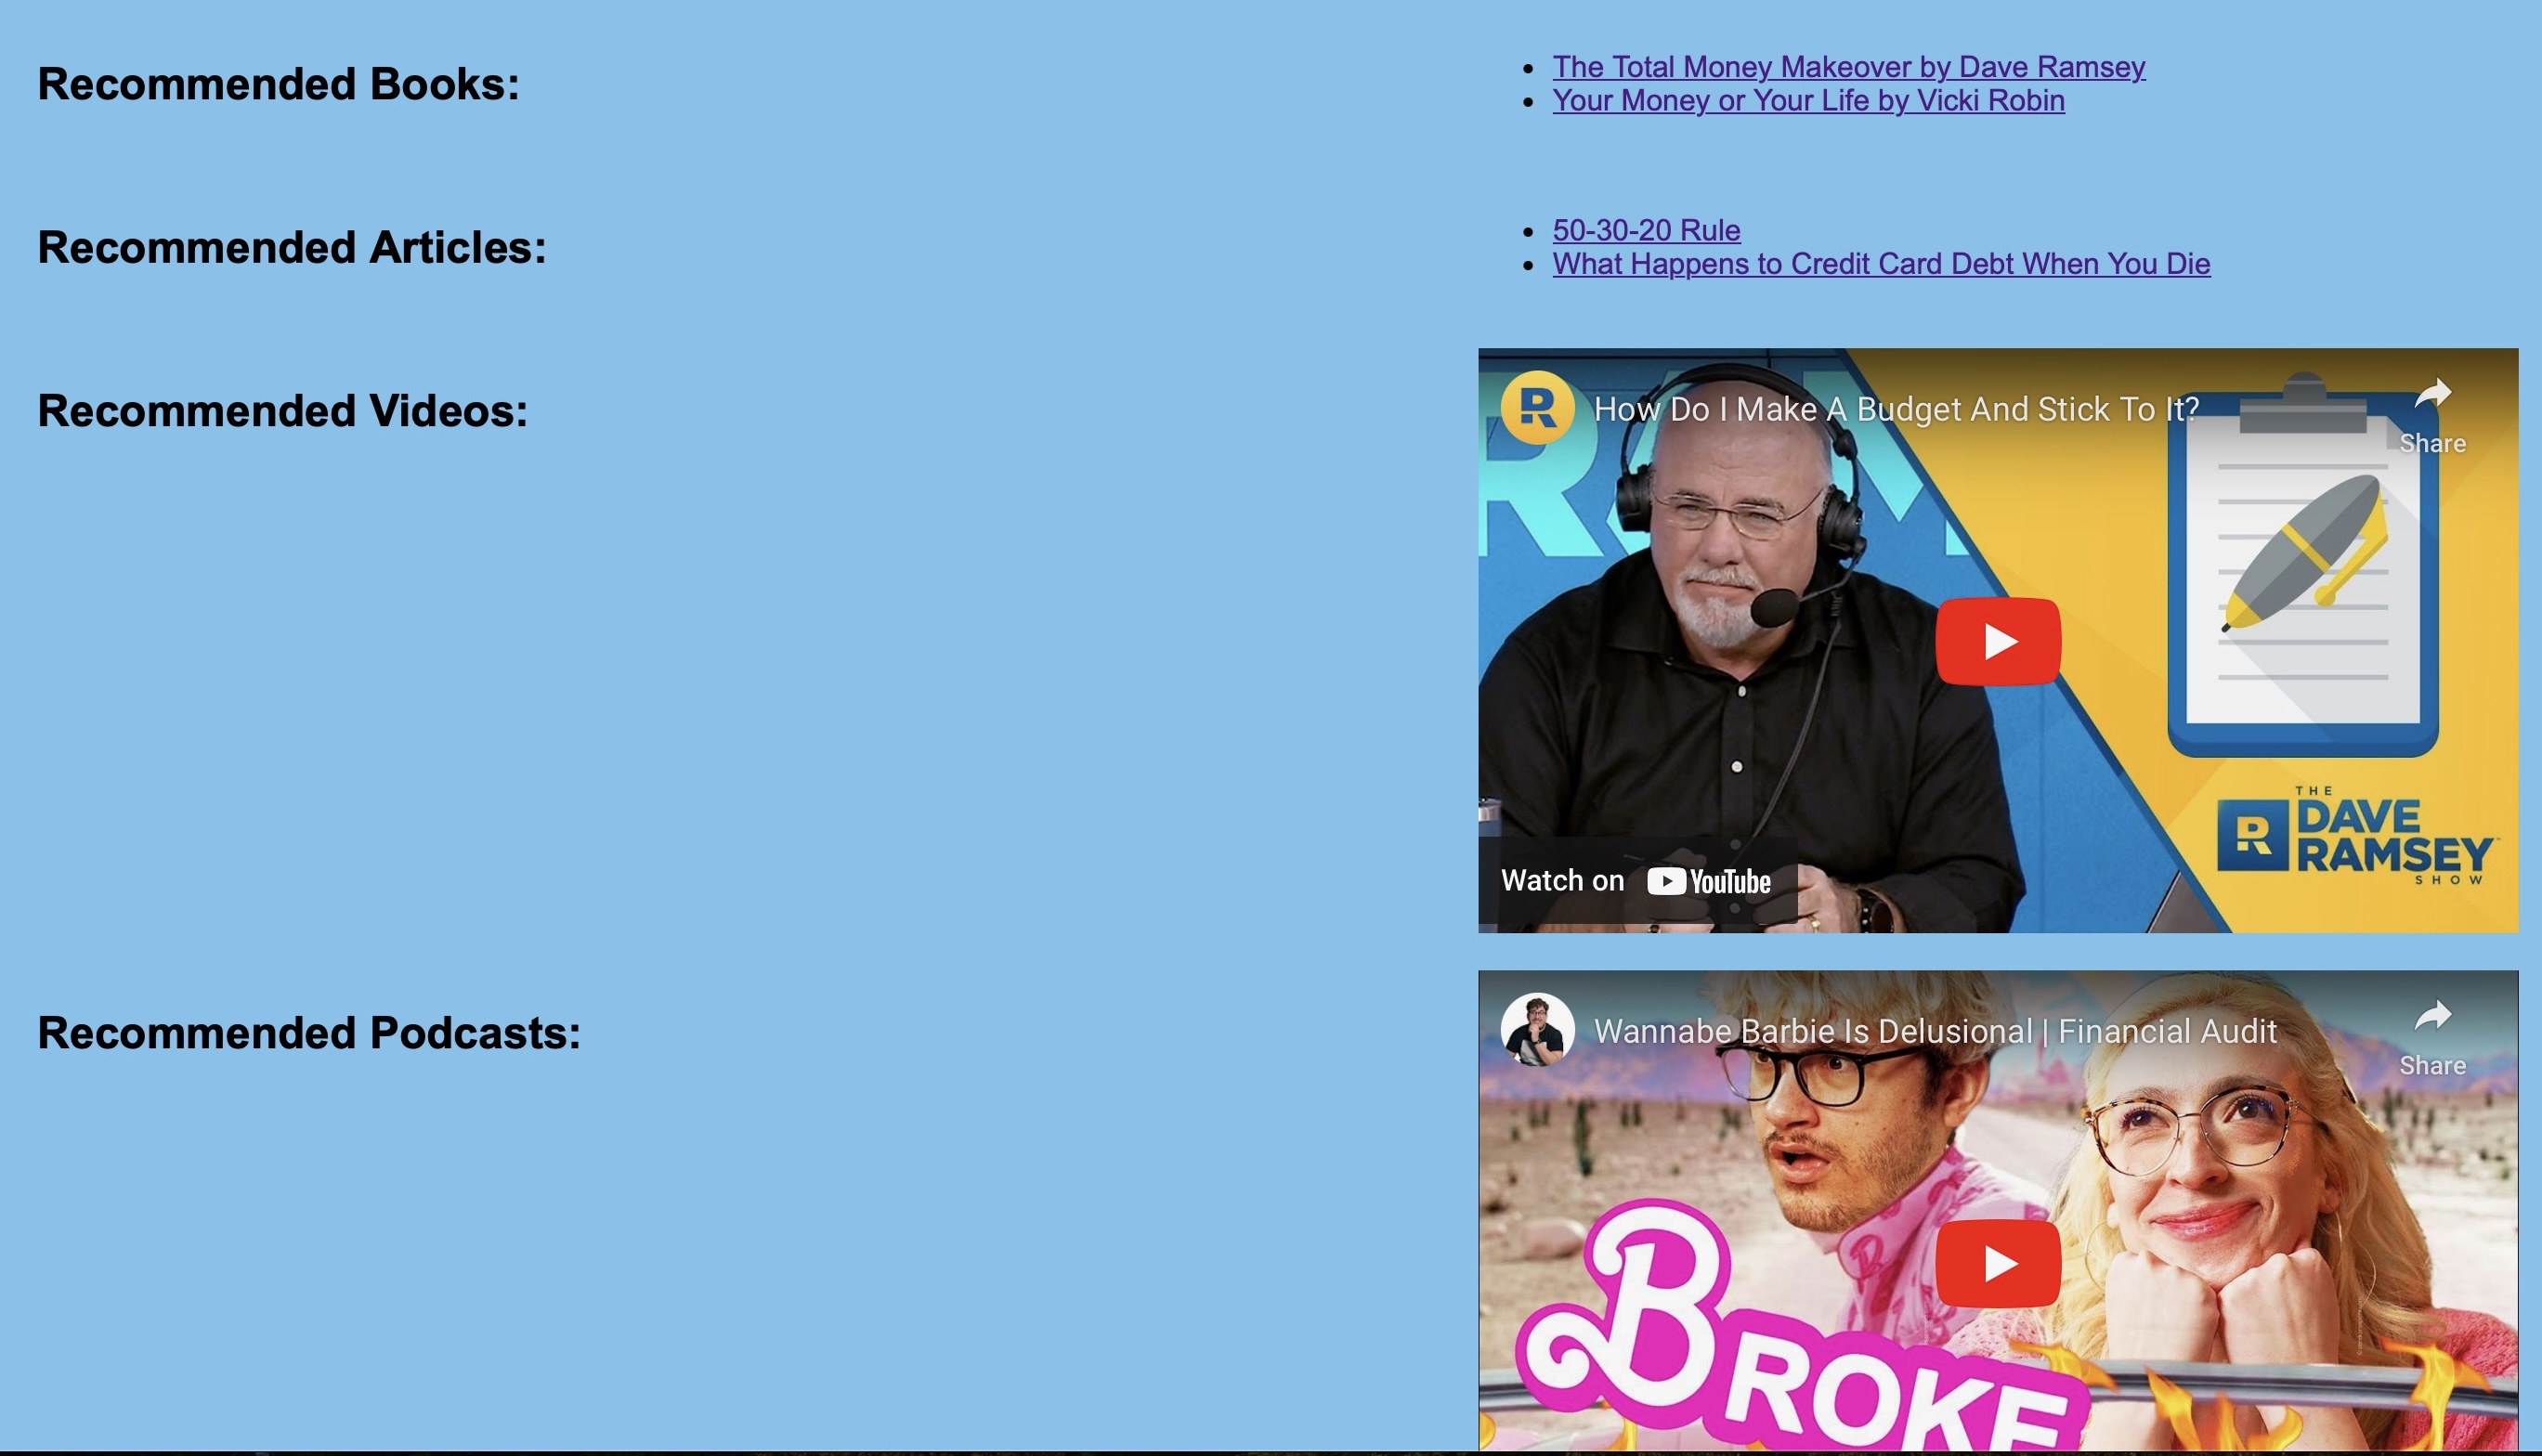 Recommended Books:
The Total Money Makeover by Dave Ramsey
Your Money or Your Life by Vicki Robin
Recommended Articles:
50-30-20 Rule
What Happens to Credit Card Debt When You Die
Recommended Videos:
How Do I Make A Budget And Stick To It?
Share
THE
DAVE
RAMSEY
SHOW
Watch on YouTube
Recommended Podcasts:
Wannabe Barbie Is Delusional | Financial Audit
Share
BROKE